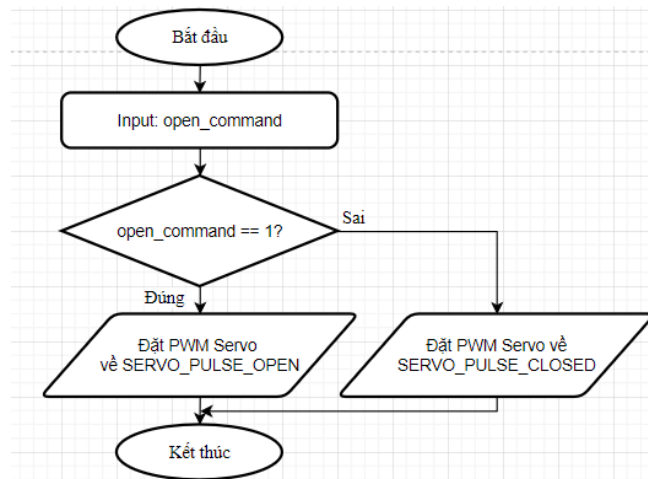 Bắt đầu
Input: open_command
open_command == 1?
Sai
Đúng
Đặt PWM Servo
về SERVO_PULSE_OPEN
Đặt PWM Servo về
SERVO_PULSE_CLOSED
Kết thúc